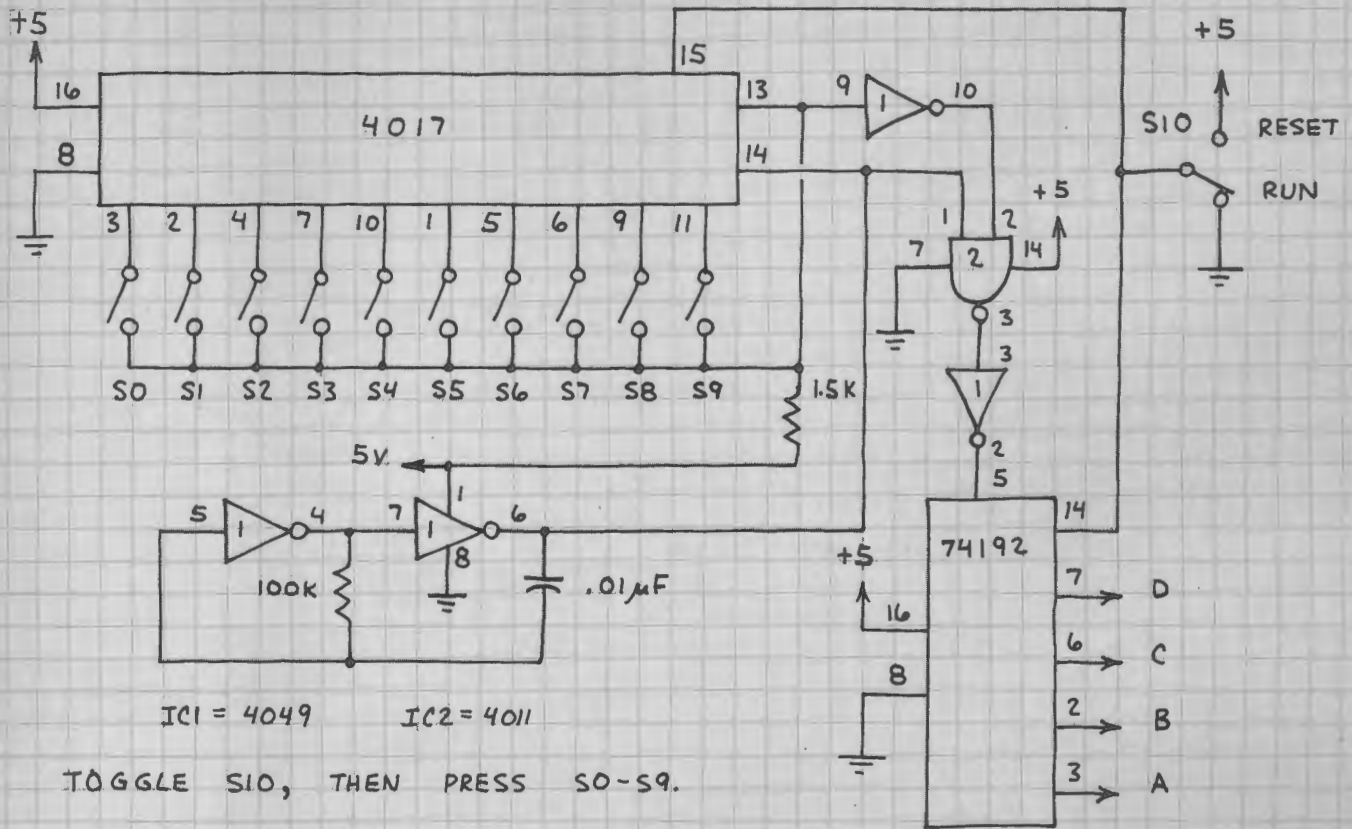 +5
16
8
4017
15
13
14
3 2 4 7 10 1 5 6 9 11
S0 S1 S2 S3 S4 S5 S6 S7 S8 S9
9 1 10
+5
S10 RESET
RUN
1 2
7 2 14 +5
3
3
1
2
5
1.5K
5V
5 1 4
7 1 6
1
8
100K
.01µF
74192
14
+5
16
8
7 D
6 C
2 B
3 A
IC1 = 4049 IC2 = 4011
TOGGLE S10, THEN PRESS S0-S9.